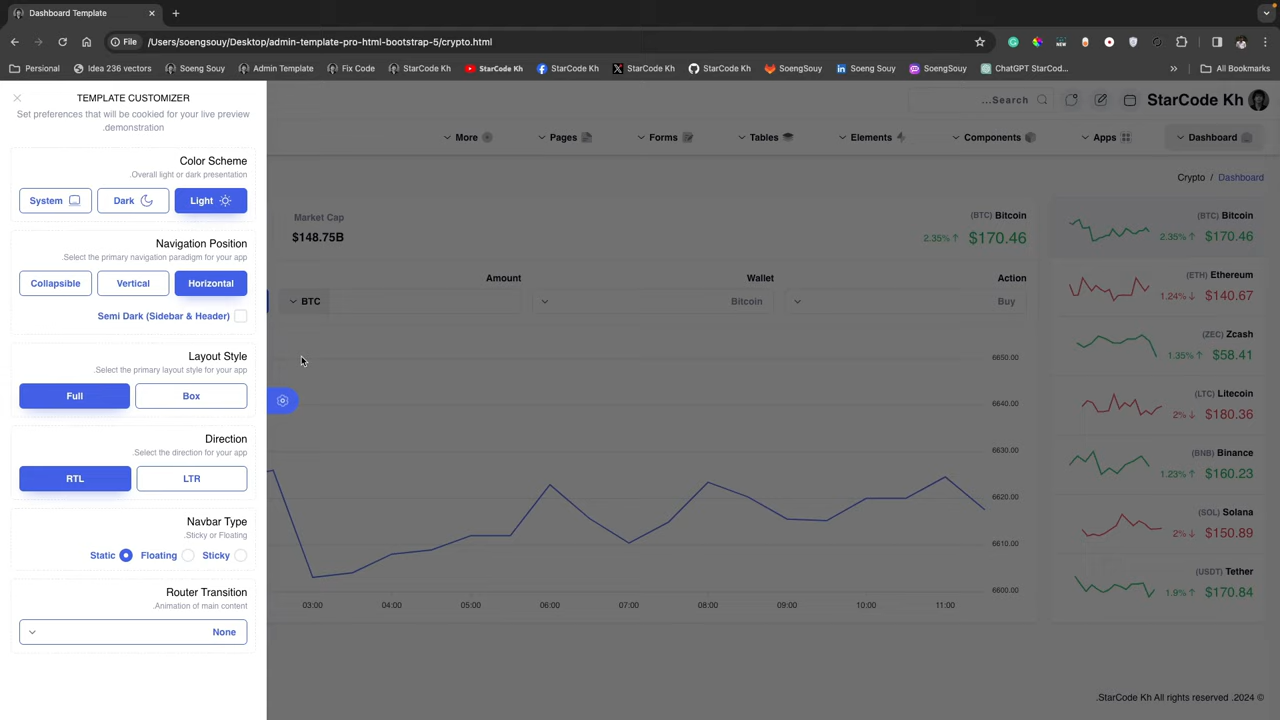 Dashboard Template
File /Users/soengsouy/Desktop/admin-template-pro-html-bootstrap-5/crypto.html
Personal Idea 236 vectors Soeng Souy Admin Template Fix Code StarCode Kh StarCode Kh StarCode Kh StarCode Kh StarCode Kh SoengSouy Soeng Souy SoengSouy ChatGPT StarCod... » All Bookmarks
TEMPLATE CUSTOMIZER
Set preferences that will be cookied for your live preview
.demonstration
Color Scheme
.Overall light or dark presentation
System Dark Light
Navigation Position
.Select the primary navigation paradigm for your app
Collapsible Vertical Horizontal
Semi Dark (Sidebar & Header)
Layout Style
.Select the primary layout style for your app
Full Box
Direction
.Select the direction for your app
RTL LTR
Navbar Type
.Sticky or Floating
Static Floating Sticky
Router Transition
.Animation of main content
None
...Search StarCode Kh
More Pages Forms Tables Elements Components Apps Dashboard
Crypto / Dashboard
Market Cap
$148.75B
(BTC) Bitcoin
2.35% ↑ $170.46
Amount Wallet Action
BTC Bitcoin Buy
6650.00
6640.00
6630.00
6620.00
6610.00
6600.00
03:00 04:00 05:00 06:00 07:00 08:00 09:00 10:00 11:00
(BTC) Bitcoin
2.35% ↑ $170.46
(ETH) Ethereum
1.24% ↓ $140.67
(ZEC) Zcash
1.35% ↑ $58.41
(LTC) Litecoin
2% ↓ $180.36
(BNB) Binance
1.23% ↑ $160.23
(SOL) Solana
2% ↓ $150.89
(USDT) Tether
1.9% ↑ $170.84
.StarCode Kh All rights reserved .2024 ©